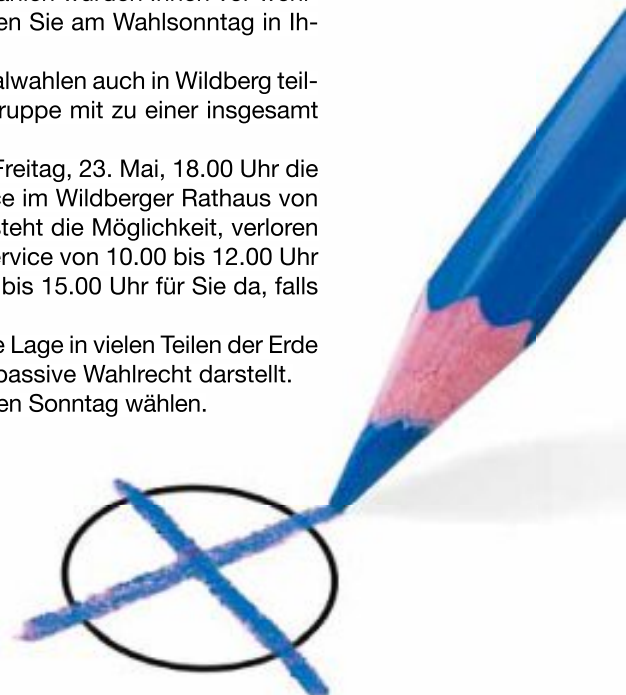 en Sie am Wahlsonntag in Ih-
alwahlen auch in Wildberg teil-
ruppe mit zu einer insgesamt
Freitag, 23. Mai, 18.00 Uhr die
e im Wildberger Rathaus von
steht die Möglichkeit, verloren
ervice von 10.00 bis 12.00 Uhr
bis 15.00 Uhr für Sie da, falls
e Lage in vielen Teilen der Erde
passive Wahlrecht darstellt.
en Sonntag wählen.